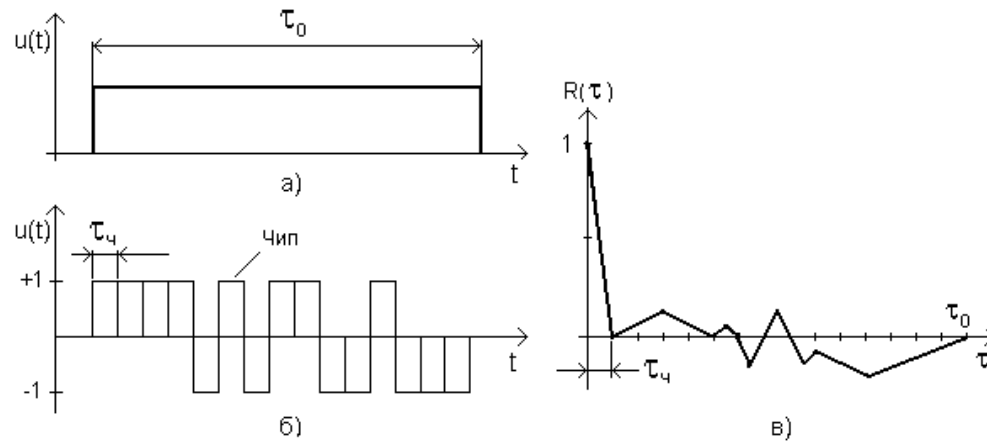 u(t)
τ₀
t
а)
u(t)
τч
Чип
+1
-1
t
б)
R(τ)
1
τ₀
τ
τч
в)